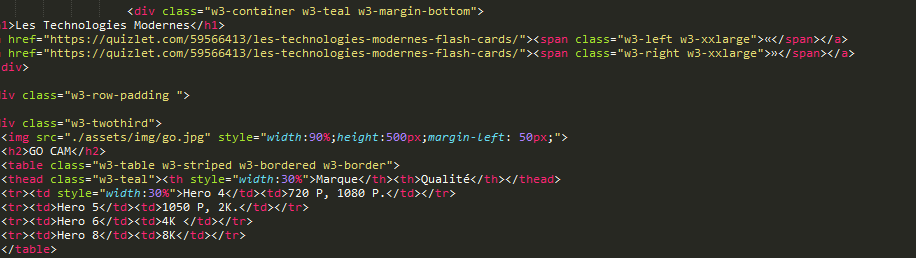 <div class="w3-container w3-teal w3-margin-bottom">
1>Les Technologies Modernes</h1>
href="https://quizlet.com/59566413/les-technologies-modernes-flash-cards/"><span class="w3-left w3-xxlarge">«</span></a>
href="https://quizlet.com/59566413/les-technologies-modernes-flash-cards/"><span class="w3-right w3-xxlarge">»</span></a>
div>
iv class="w3-row-padding ">
iv class="w3-twothird">
<img src="./assets/img/go.jpg" style="width:90%;height:500px;margin-left: 50px;">
<h2>GO CAM</h2>
<table class="w3-table w3-striped w3-bordered w3-border">
<thead class="w3-teal"><th style="width:30%">Marque</th><th>Qualité</th></thead>
<tr><td style="width:30%">Hero 4</td><td>720 P, 1080 P.</td></tr>
<tr><td>Hero 5</td><td>1050 P, 2K.</td></tr>
<tr><td>Hero 6</td><td>4K </td></tr>
<tr><td>Hero 8</td><td>8K</td></tr>
</table>